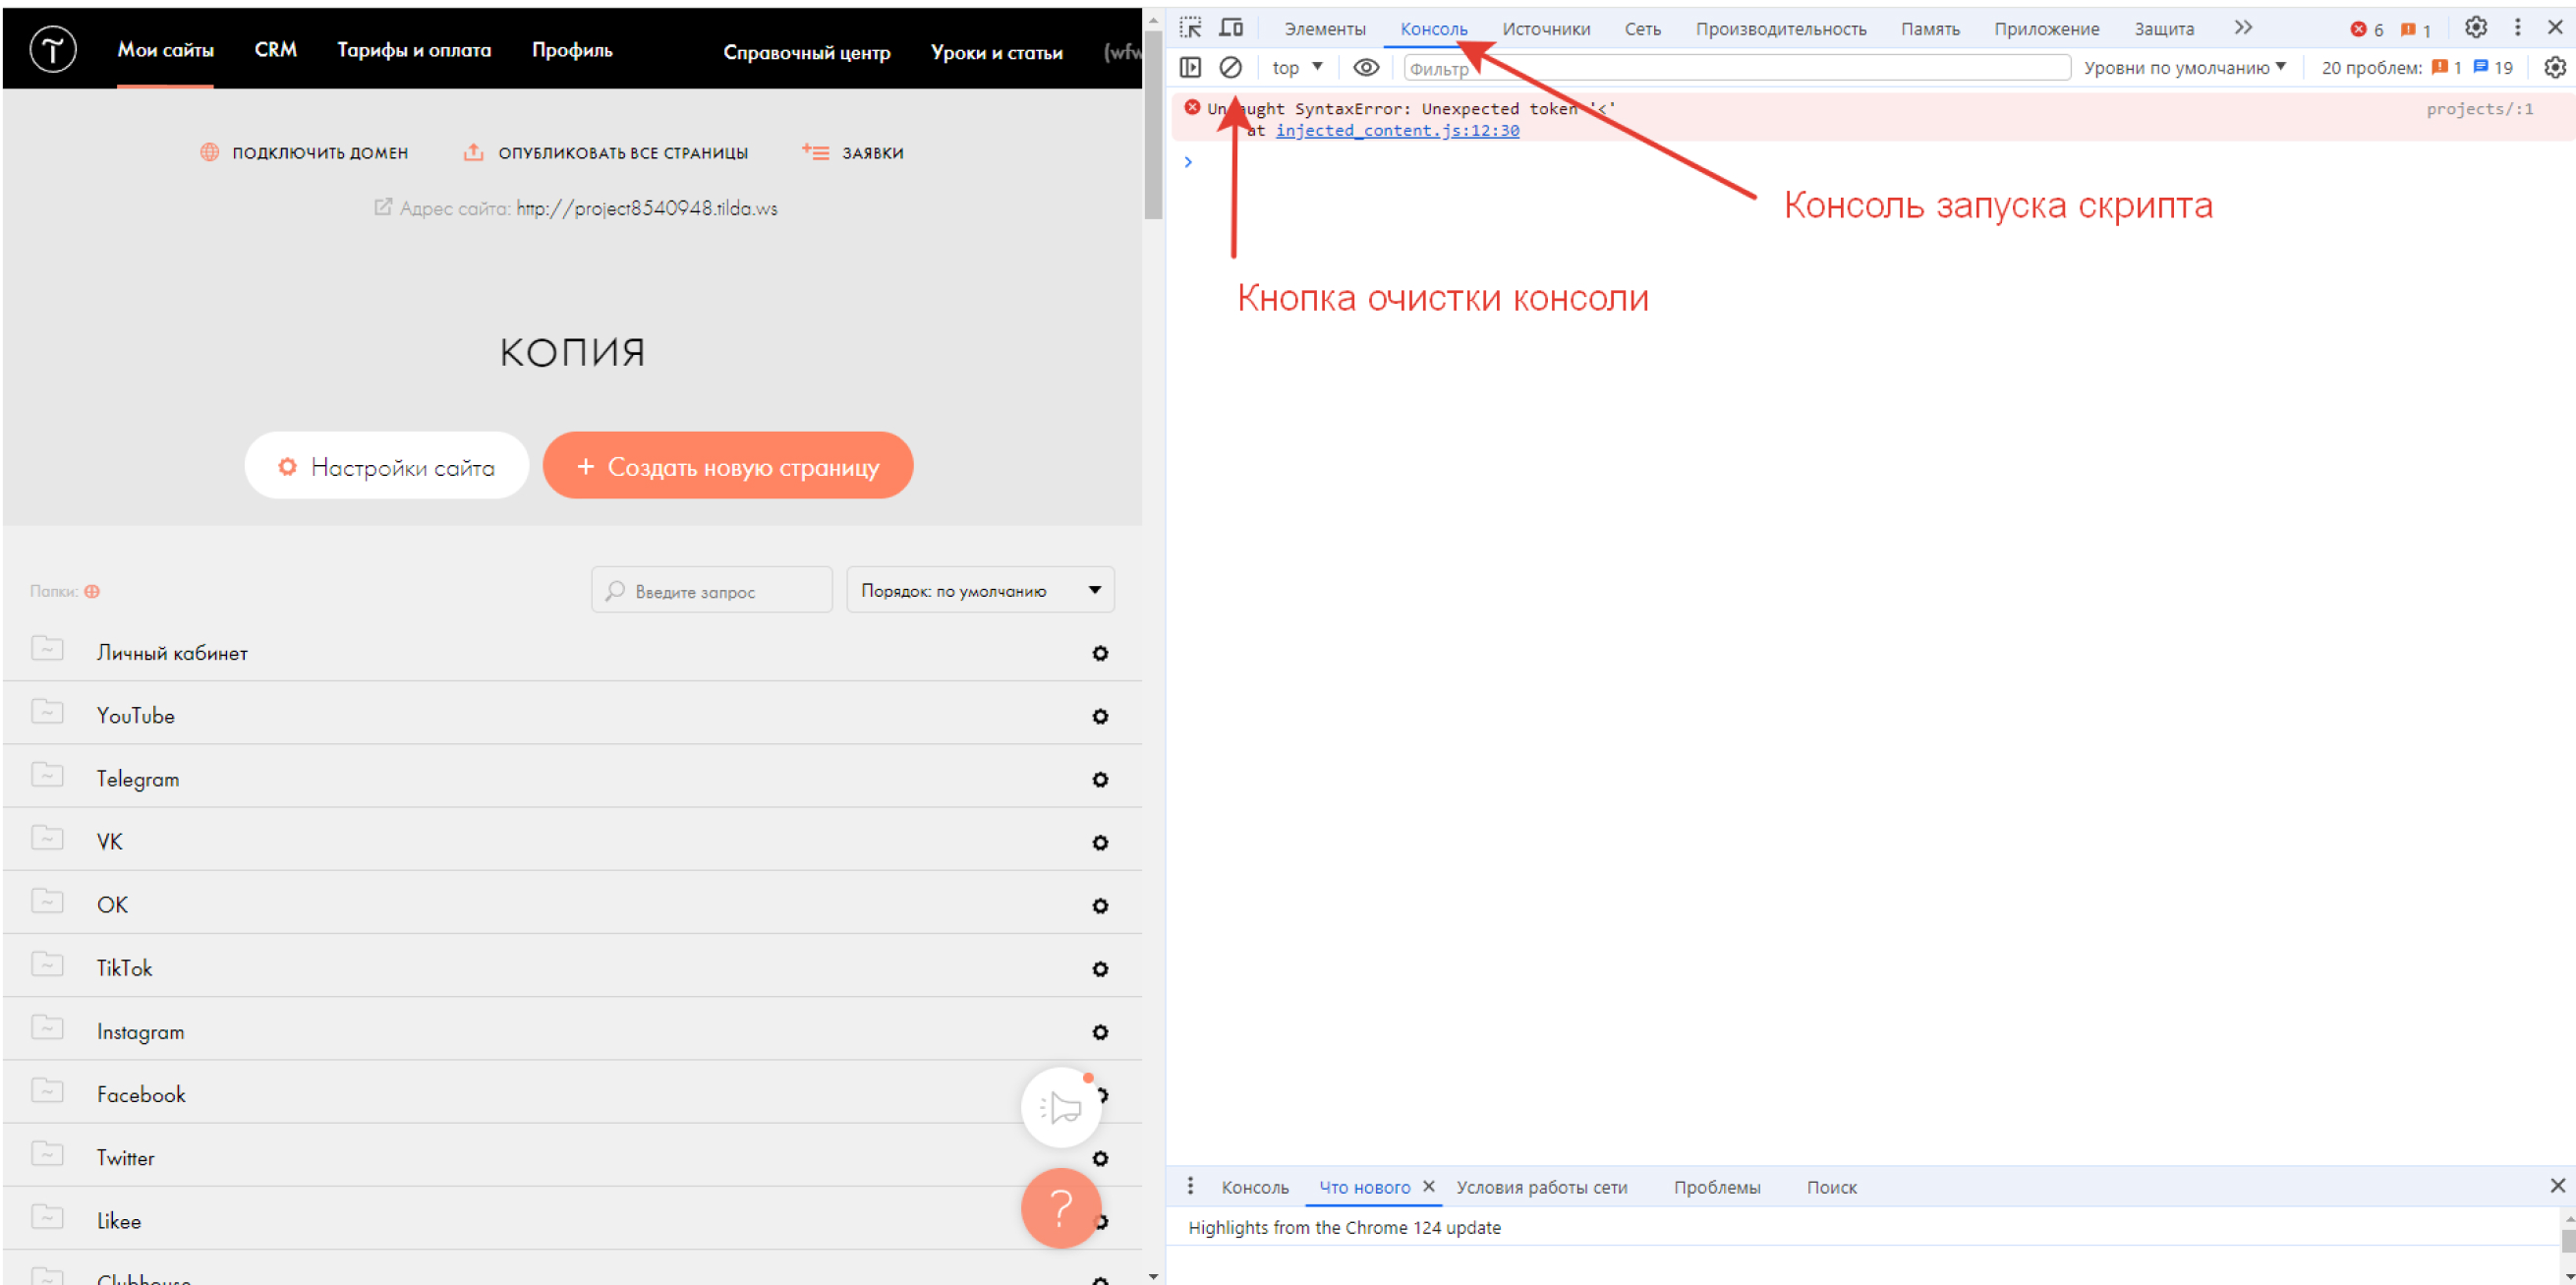 Мои сайты CRM Тарифы и оплата Профиль Справочный центр Уроки и статьи (wfw
ПОДКЛЮЧИТЬ ДОМЕН ОПУБЛИКОВАТЬ ВСЕ СТРАНИЦЫ ЗАЯВКИ
Адрес сайта: http://project8540948.tilda.ws
КОПИЯ
Настройки сайта + Создать новую страницу
Папки: Введите запрос Порядок: по умолчанию
Личный кабинет
YouTube
Telegram
VK
OK
TikTok
Instagram
Facebook
Twitter
?
Likee
Clubhouse
Элементы Консоль Источники Сеть Производительность Память Приложение Защита 6 1
top Фильтр Уровни по умолчанию 20 проблем: 1 19
Uncaught SyntaxError: Unexpected token '<' projects/:1
at injected_content.js:12:30
Консоль запуска скрипта
Кнопка очистки консоли
Консоль Что нового Условия работы сети Проблемы Поиск
Highlights from the Chrome 124 update